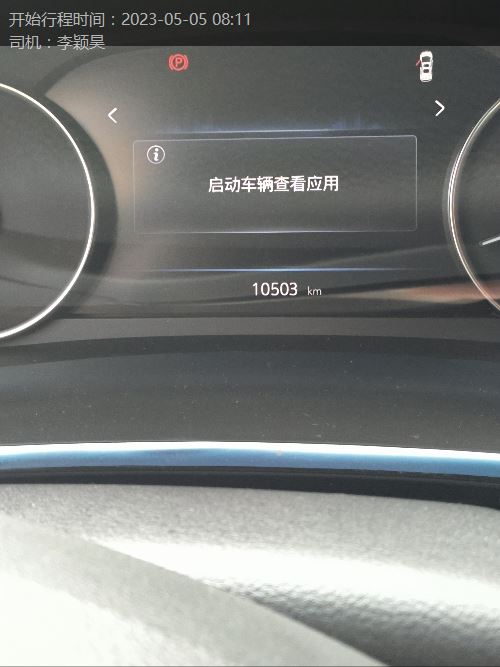 开始行程时间：2023-05-05 08:11
司机：李颖昊
P
<	>
i
启动车辆查看应用
10503 km